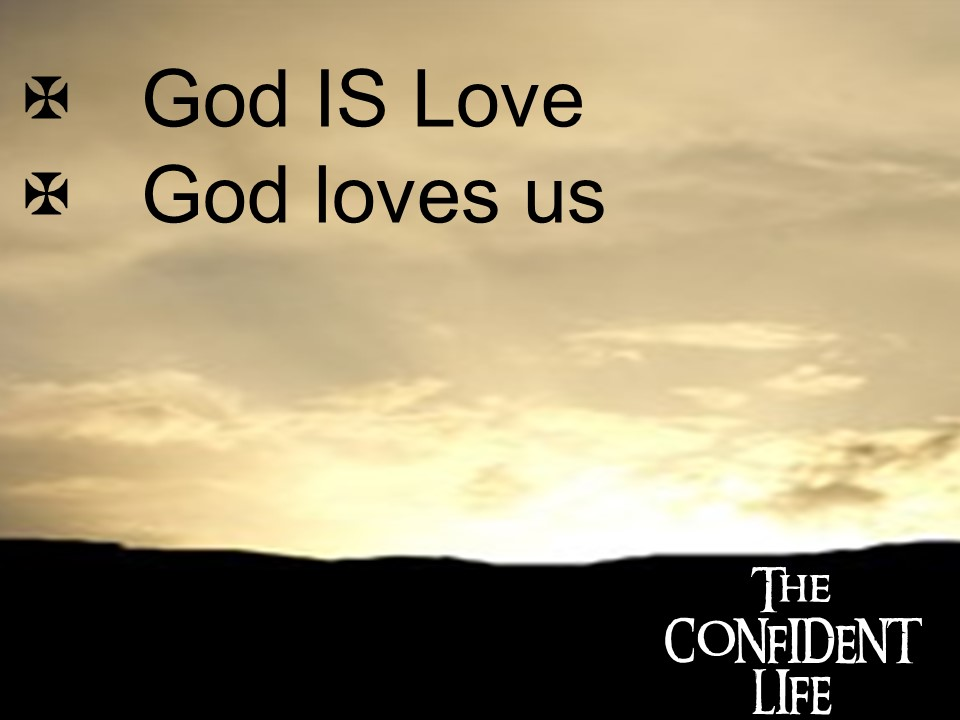 ✠ God IS Love
✠ God loves us
The
Confident
Life